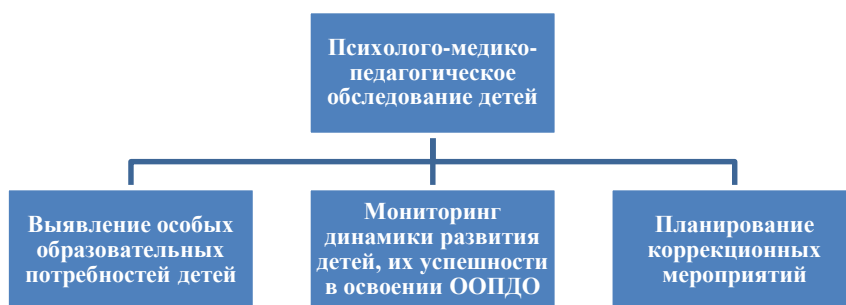 Психолого-медико-
педагогическое
обследование детей
Выявление особых
образовательных
потребностей детей
Мониторинг
динамики развития
детей, их успешности
в освоении ООПДО
Планирование
коррекционных
мероприятий